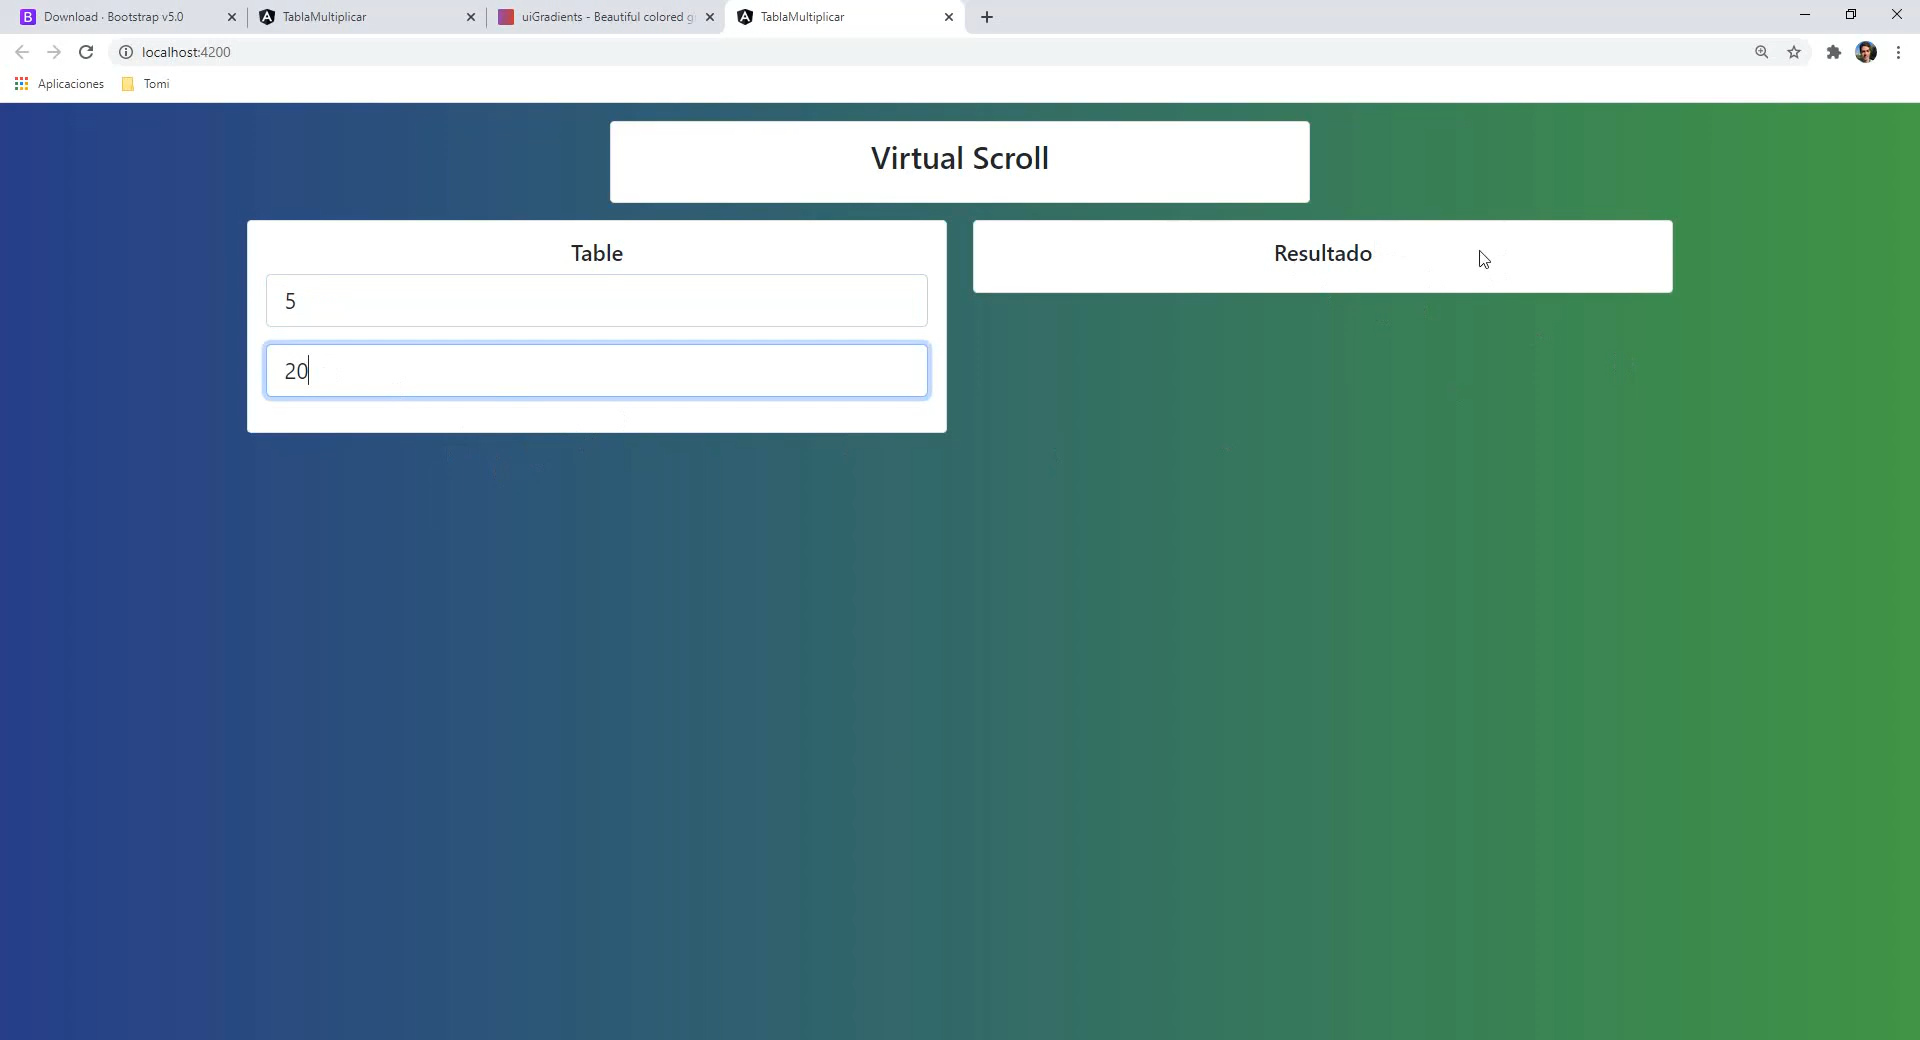 Download · Bootstrap v5.0
TablaMultiplicar
uiGradients - Beautiful colored g
TablaMultiplicar
localhost:4200
Aplicaciones
Tomi
Virtual Scroll
Table
5
20
Resultado